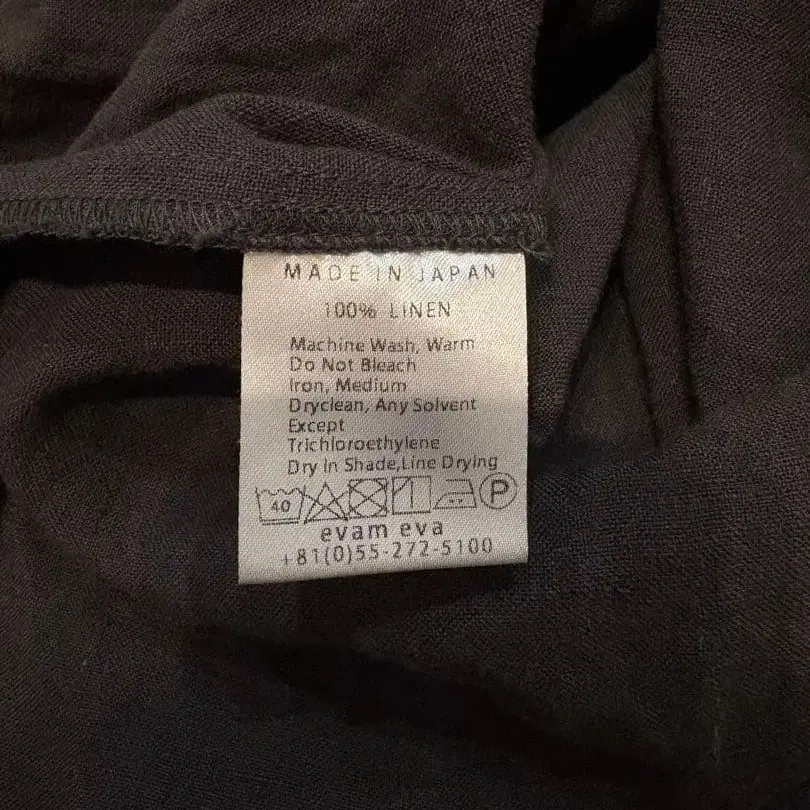 MADE IN JAPAN
100% LINEN
Machine Wash, Warm
Do Not Bleach
Iron, Medium
Dryclean, Any Solvent
Except
Trichloroethylene
Dry In Shade,Line Drying
40 P
evam eva
+81(0)55-272-5100